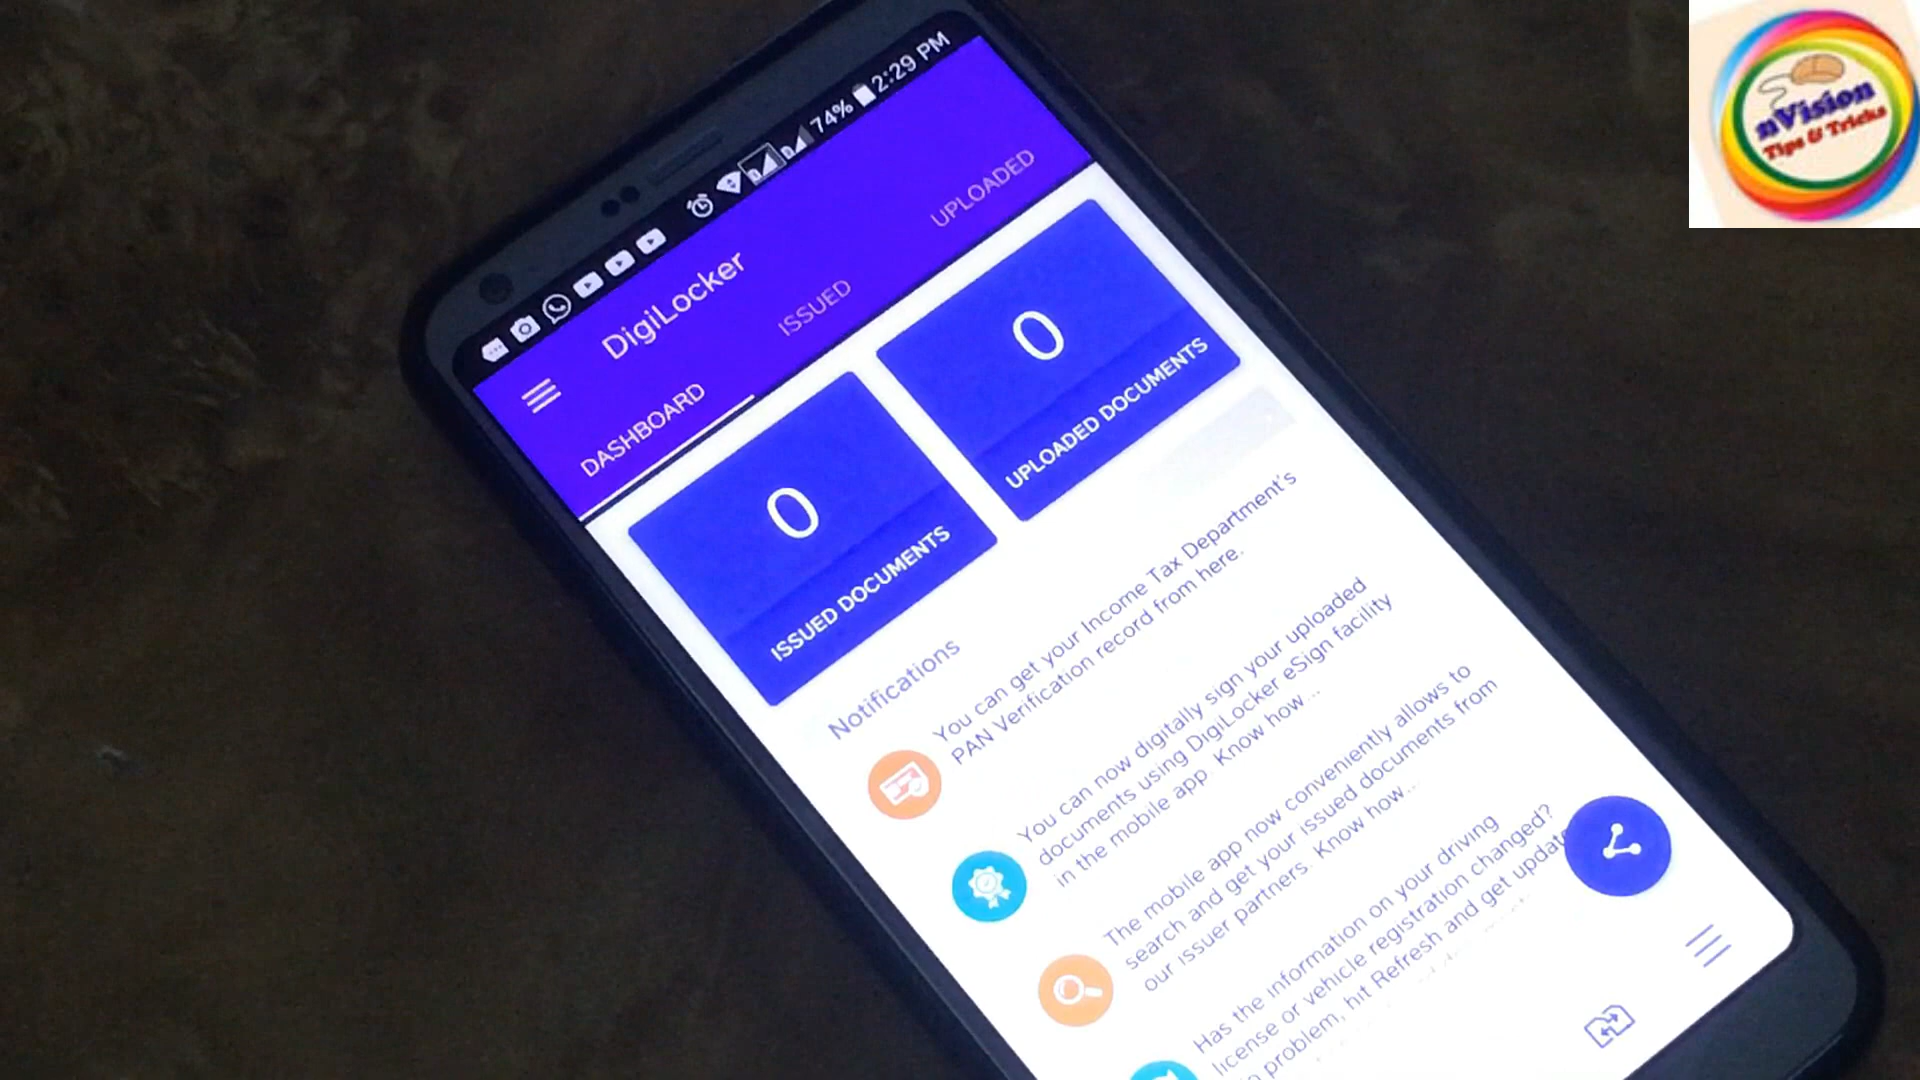 74% 2:29 PM
DigiLocker
DASHBOARD
ISSUED
UPLOADED
0
ISSUED DOCUMENTS
0
UPLOADED DOCUMENTS
Notifications
You can get your Income Tax Department's
PAN Verification record from here.
You can now digitally sign your uploaded
documents using DigiLocker eSign facility
in the mobile app. Know how...
The mobile app now conveniently allows to
search and get your issued documents from
our issuer partners. Know how...
Has the information on your driving
license or vehicle registration changed?
problem, hit Refresh and get
nVision
Tips & Tricks